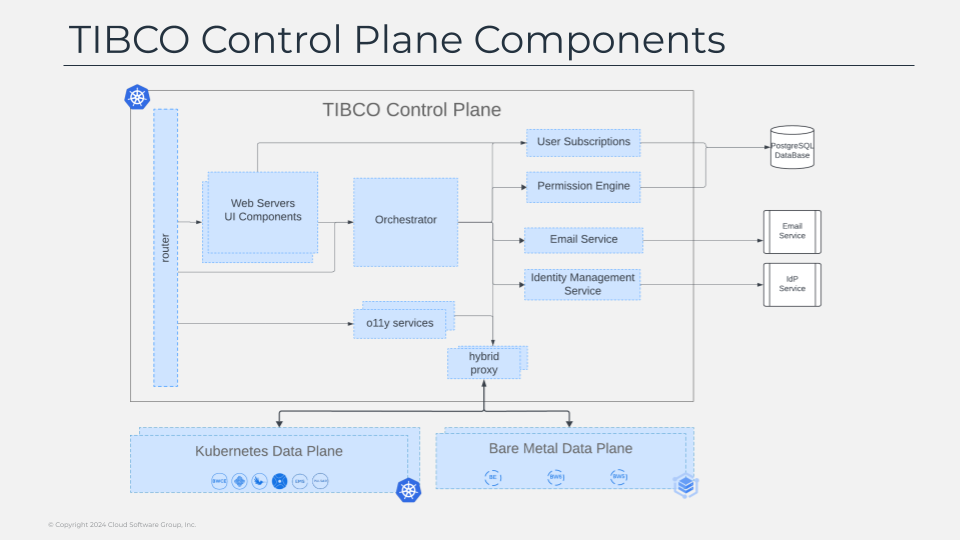 TIBCO Control Plane Components
TIBCO Control Plane
router
Web Servers
UI Components
Orchestrator
User Subscriptions
Permission Engine
Email Service
Identity Management
Service
o11y services
hybrid
proxy
PostgreSQL
DataBase
Email
Service
IdP
Service
Kubernetes Data Plane
BWCE
EMS
Bare Metal Data Plane
BE
BW5
BW6
© Copyright 2024 Cloud Software Group, Inc.